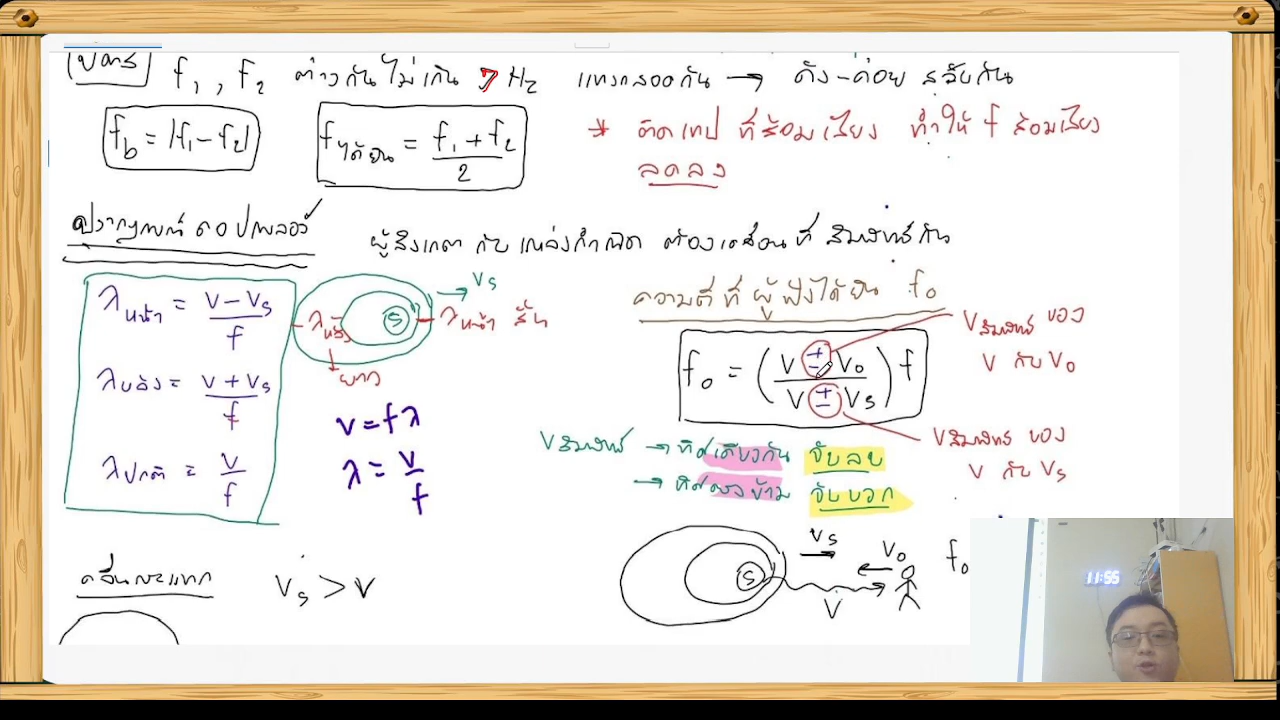 บีตส์ f₁, f₂ ต่างกันไม่เกิน 7 Hz แทรกสอดกัน → ดัง-ค่อย สลับกัน
f_b = |f₁ - f₂|
f ได้ยิน = (f₁ + f₂)/2
* ติดเทป ที่ส้อมเสียง ทำให้ f ส้อมเสียง
ลดลง
ปรากฏการณ์ ดอปเพลอร์
ผู้สังเกต กับ แหล่งกำเนิด ต้องเคลื่อนที่ สัมพัทธ์กัน
λหน้า = (v - vs)/f
λหลัง = (v + vs)/f
λปกติ = v/f
vs
S
λหลัง
λหน้า สั้น
ยาว
v = fλ
λ = v/f
ความถี่ที่ ผู้ฟังได้ยิน f₀
f₀ = ((v ± v₀)/(v ± vs)) f
vสัมพัทธ์ ของ
v กับ v₀
vสัมพัทธ์ ของ
v กับ vs
vสัมพัทธ์ → ทิศเดียวกัน จับลบ
→ ทิศตรงข้าม จับบวก
คลื่นกระแทก vs > v
S
vs
v₀
v
f₀
11:55